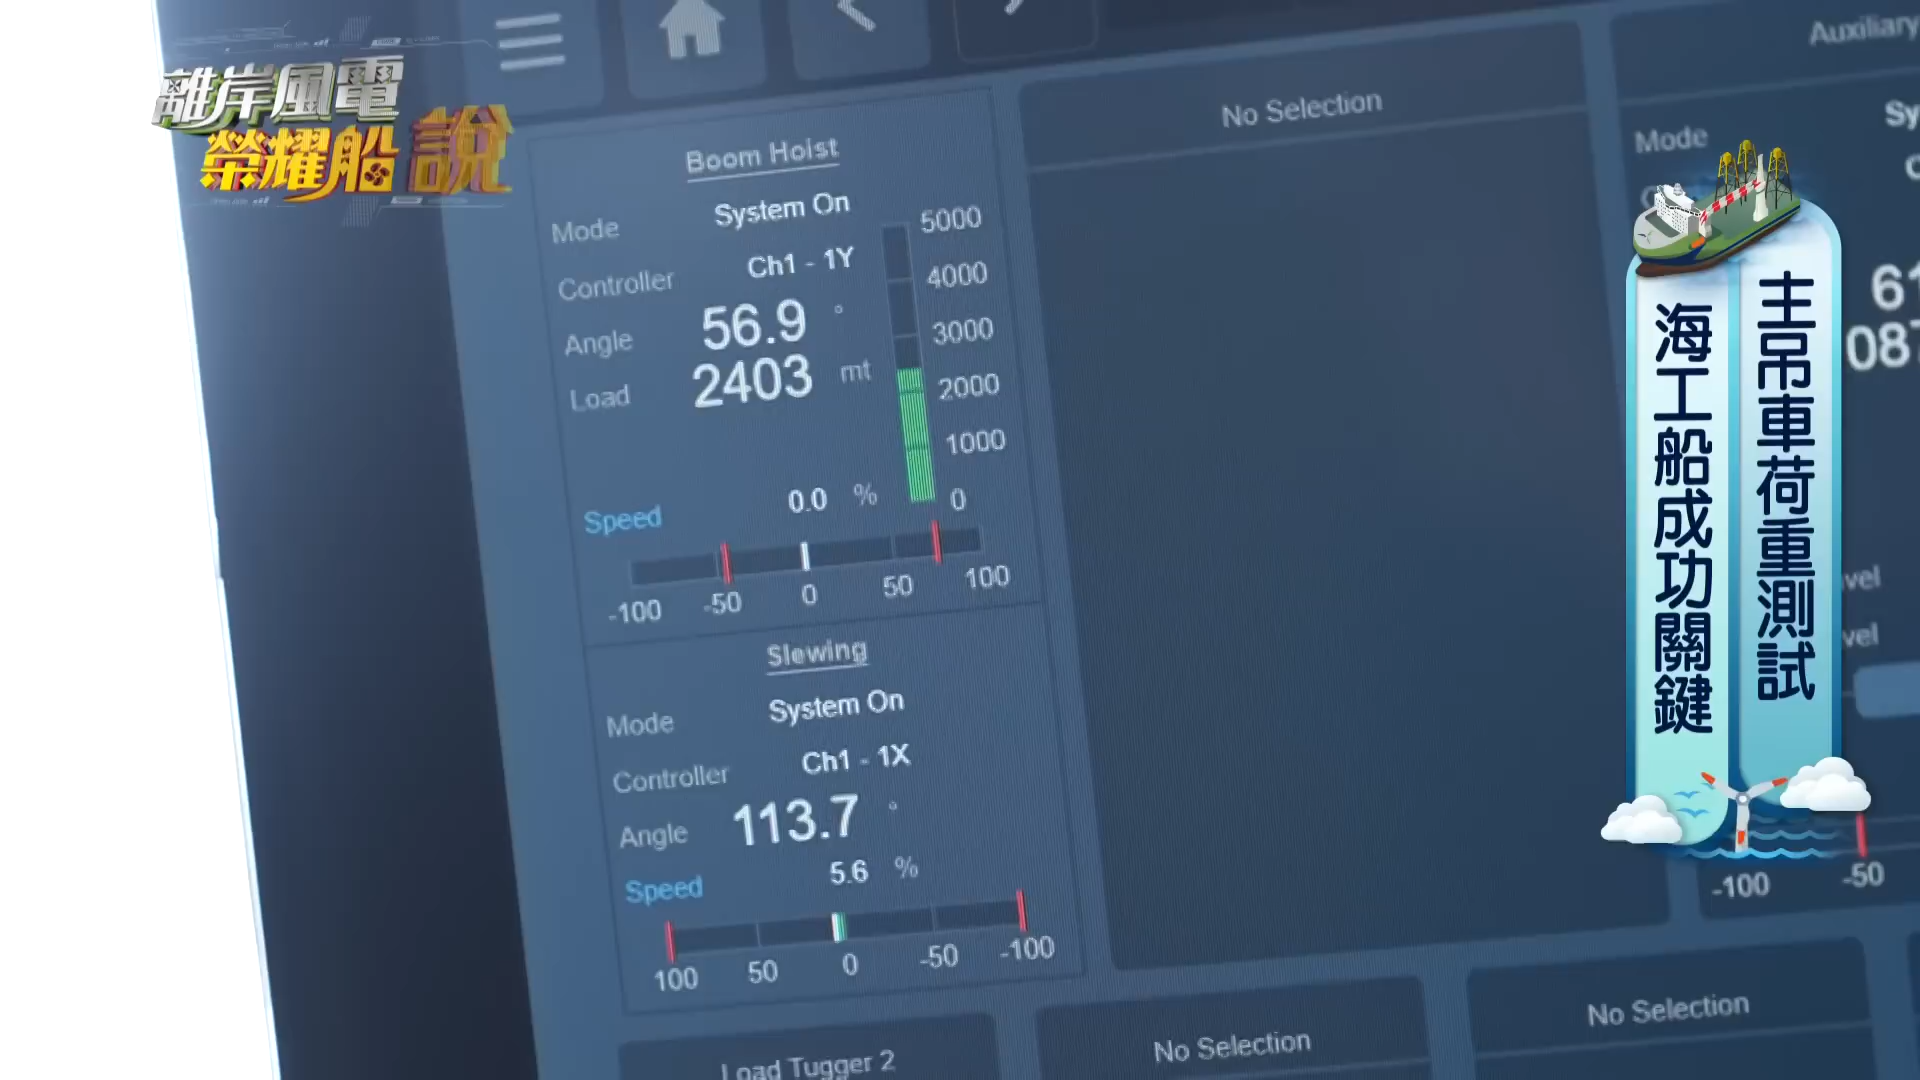 離岸風電
榮耀船說
No Selection
Auxiliary
Boom Hoist
Mode System On
Controller Ch1 - 1Y
Angle 56.9 °
Load 2403 mt
5000
4000
3000
2000
1000
0
Speed 0.0 %
-100 -50 0 50 100
Slewing
Mode System On
Controller Ch1 - 1X
Angle 113.7 °
Speed 5.6 %
100 50 0 -50 -100
Load Tugger 2
No Selection
No Selection
Mode
-100 -50
主吊車荷重測試
海工船成功關鍵